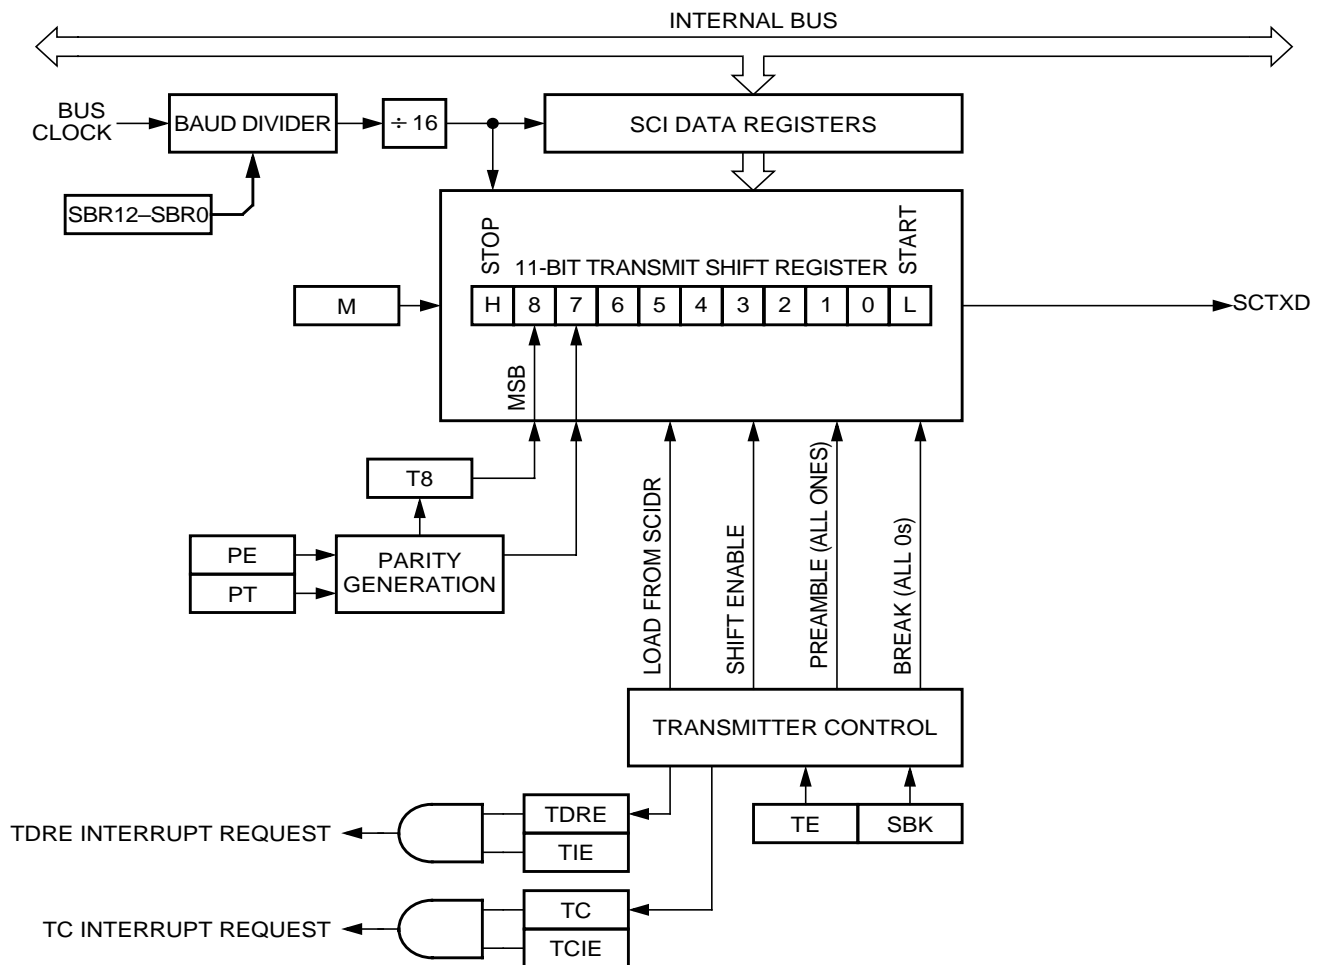 INTERNAL BUS
BUS
CLOCK
BAUD DIVIDER
÷ 16
SCI DATA REGISTERS
SBR12–SBR0
STOP
11-BIT TRANSMIT SHIFT REGISTER
START
M
H 8 7 6 5 4 3 2 1 0 L
SCTXD
MSB
T8
PE
PT
PARITY
GENERATION
LOAD FROM SCIDR
SHIFT ENABLE
PREAMBLE (ALL ONES)
BREAK (ALL 0s)
TRANSMITTER CONTROL
TDRE INTERRUPT REQUEST
TDRE
TIE
TE
SBK
TC INTERRUPT REQUEST
TC
TCIE